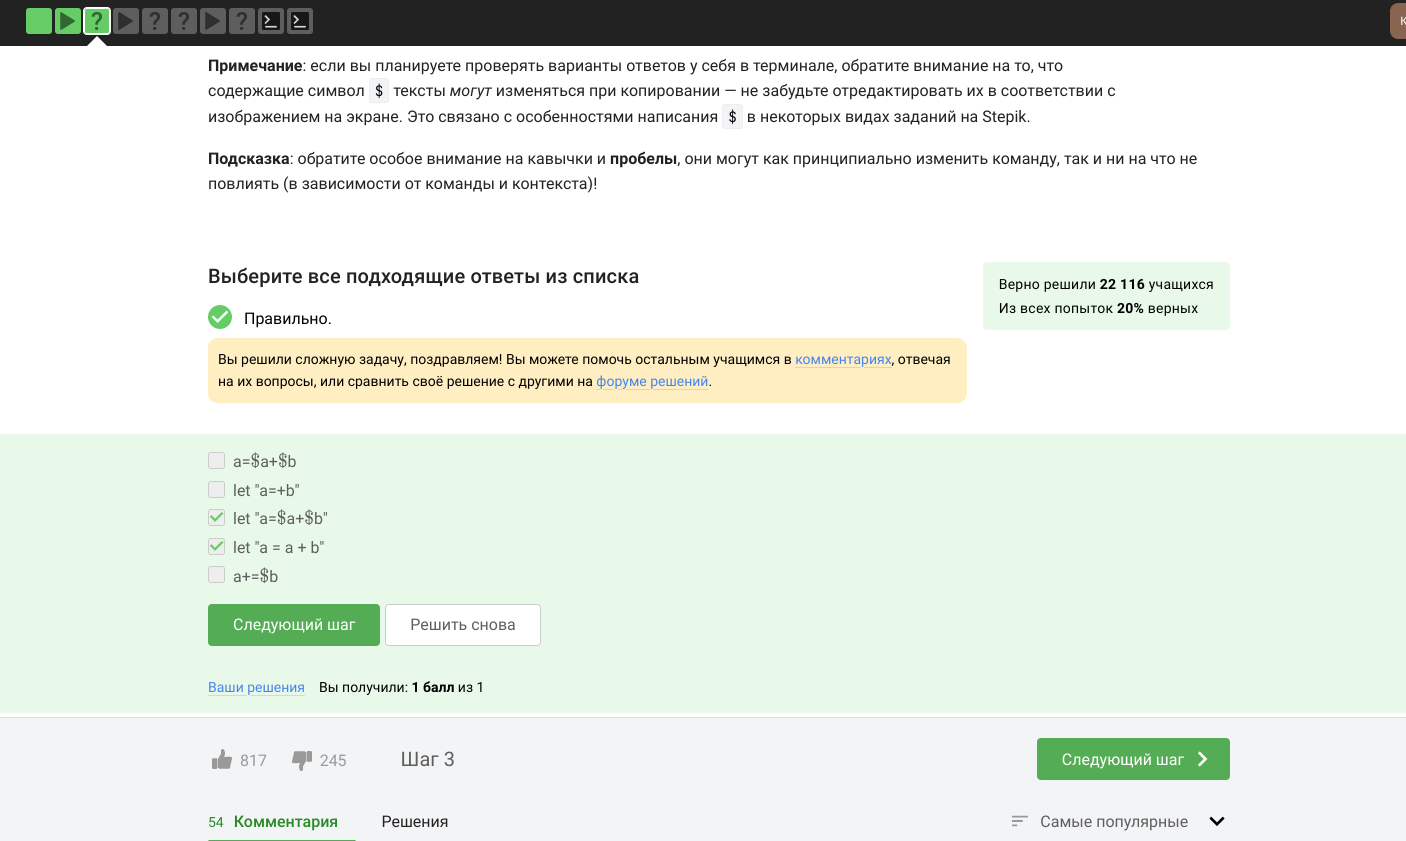 К
Примечание: если вы планируете проверять варианты ответов у себя в терминале, обратите внимание на то, что
содержащие символ $ тексты могут изменяться при копировании — не забудьте отредактировать их в соответствии с
изображением на экране. Это связано с особенностями написания $ в некоторых видах заданий на Stepik.
Подсказка: обратите особое внимание на кавычки и пробелы, они могут как принципиально изменить команду, так и ни на что не
повлиять (в зависимости от команды и контекста)!
Выберите все подходящие ответы из списка
Верно решили 22 116 учащихся
Из всех попыток 20% верных
Правильно.
Вы решили сложную задачу, поздравляем! Вы можете помочь остальным учащимся в комментариях, отвечая
на их вопросы, или сравнить своё решение с другими на форуме решений.
a=$a+$b
let "a=+b"
let "a=$a+$b"
let "a = a + b"
a+=$b
Следующий шаг Решить снова
Ваши решения Вы получили: 1 балл из 1
817 245 Шаг 3 Следующий шаг
54 Комментария Решения Самые популярные